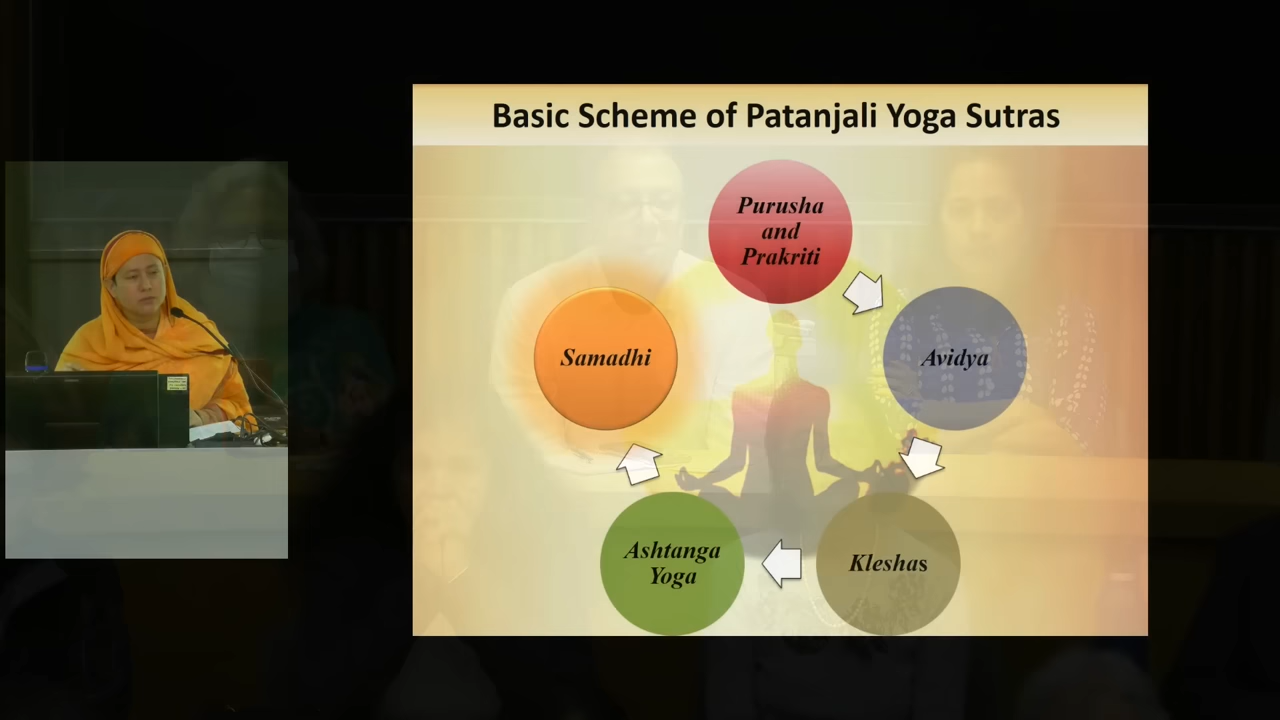 Basic Scheme of Patanjali Yoga Sutras
Purusha
and
Prakriti
Avidya
Kleshas
Ashtanga
Yoga
Samadhi